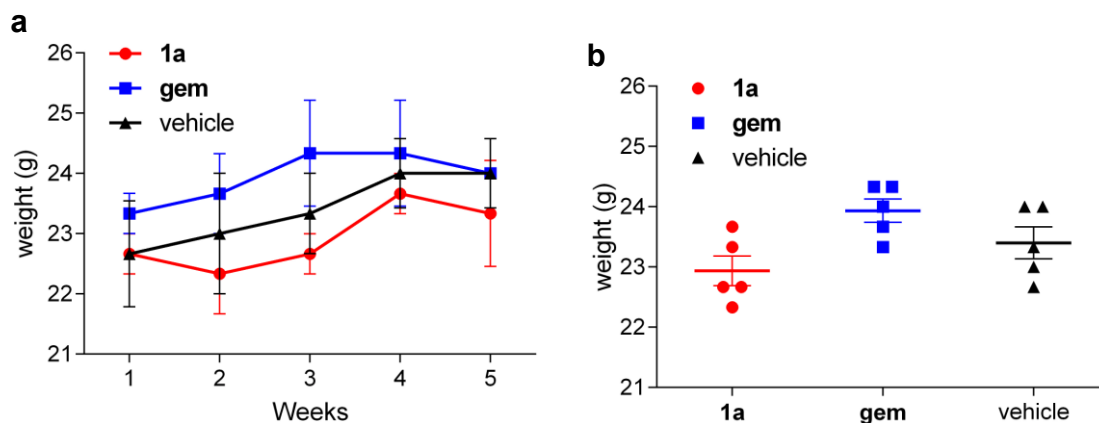 a
1a
gem
vehicle
26
25
24
23
22
21
weight (g)
1
2
3
4
5
Weeks
b
1a
gem
vehicle
26
25
24
23
22
21
weight (g)
1a
gem
vehicle